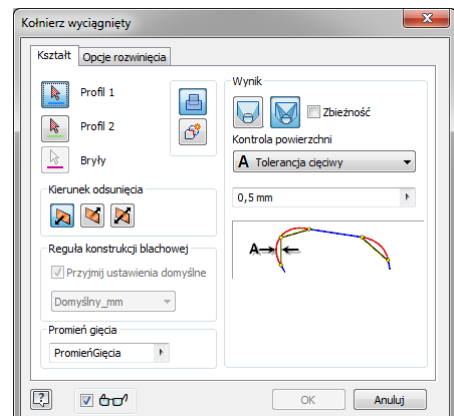 Kołnierz wyciągnięty
Kształt
Opcje rozwinięcia
Profil 1
Profil 2
Bryły
Kierunek odsunięcia
Reguła konstrukcji blachowej
Przyjmij ustawienia domyślne
Domyślny_mm
Promień gięcia
PromieńGięcia
Wynik
Zbieżność
Kontrola powierzchni
A Tolerancja cięciwy
0,5 mm
A
OK
Anuluj